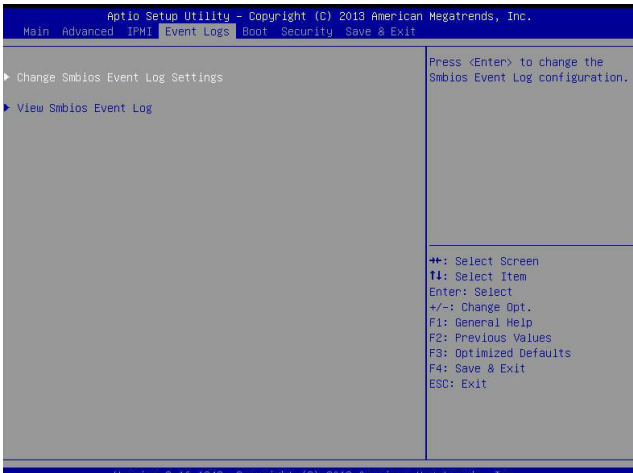 Aptio Setup Utility – Copyright (C) 2013 American Megatrends, Inc.
Main Advanced IPMI Event Logs Boot Security Save & Exit
▶ Change Smbios Event Log Settings
▶ View Smbios Event Log
Press <Enter> to change the
Smbios Event Log configuration.
→←: Select Screen
↑↓: Select Item
Enter: Select
+/-: Change Opt.
F1: General Help
F2: Previous Values
F3: Optimized Defaults
F4: Save & Exit
ESC: Exit